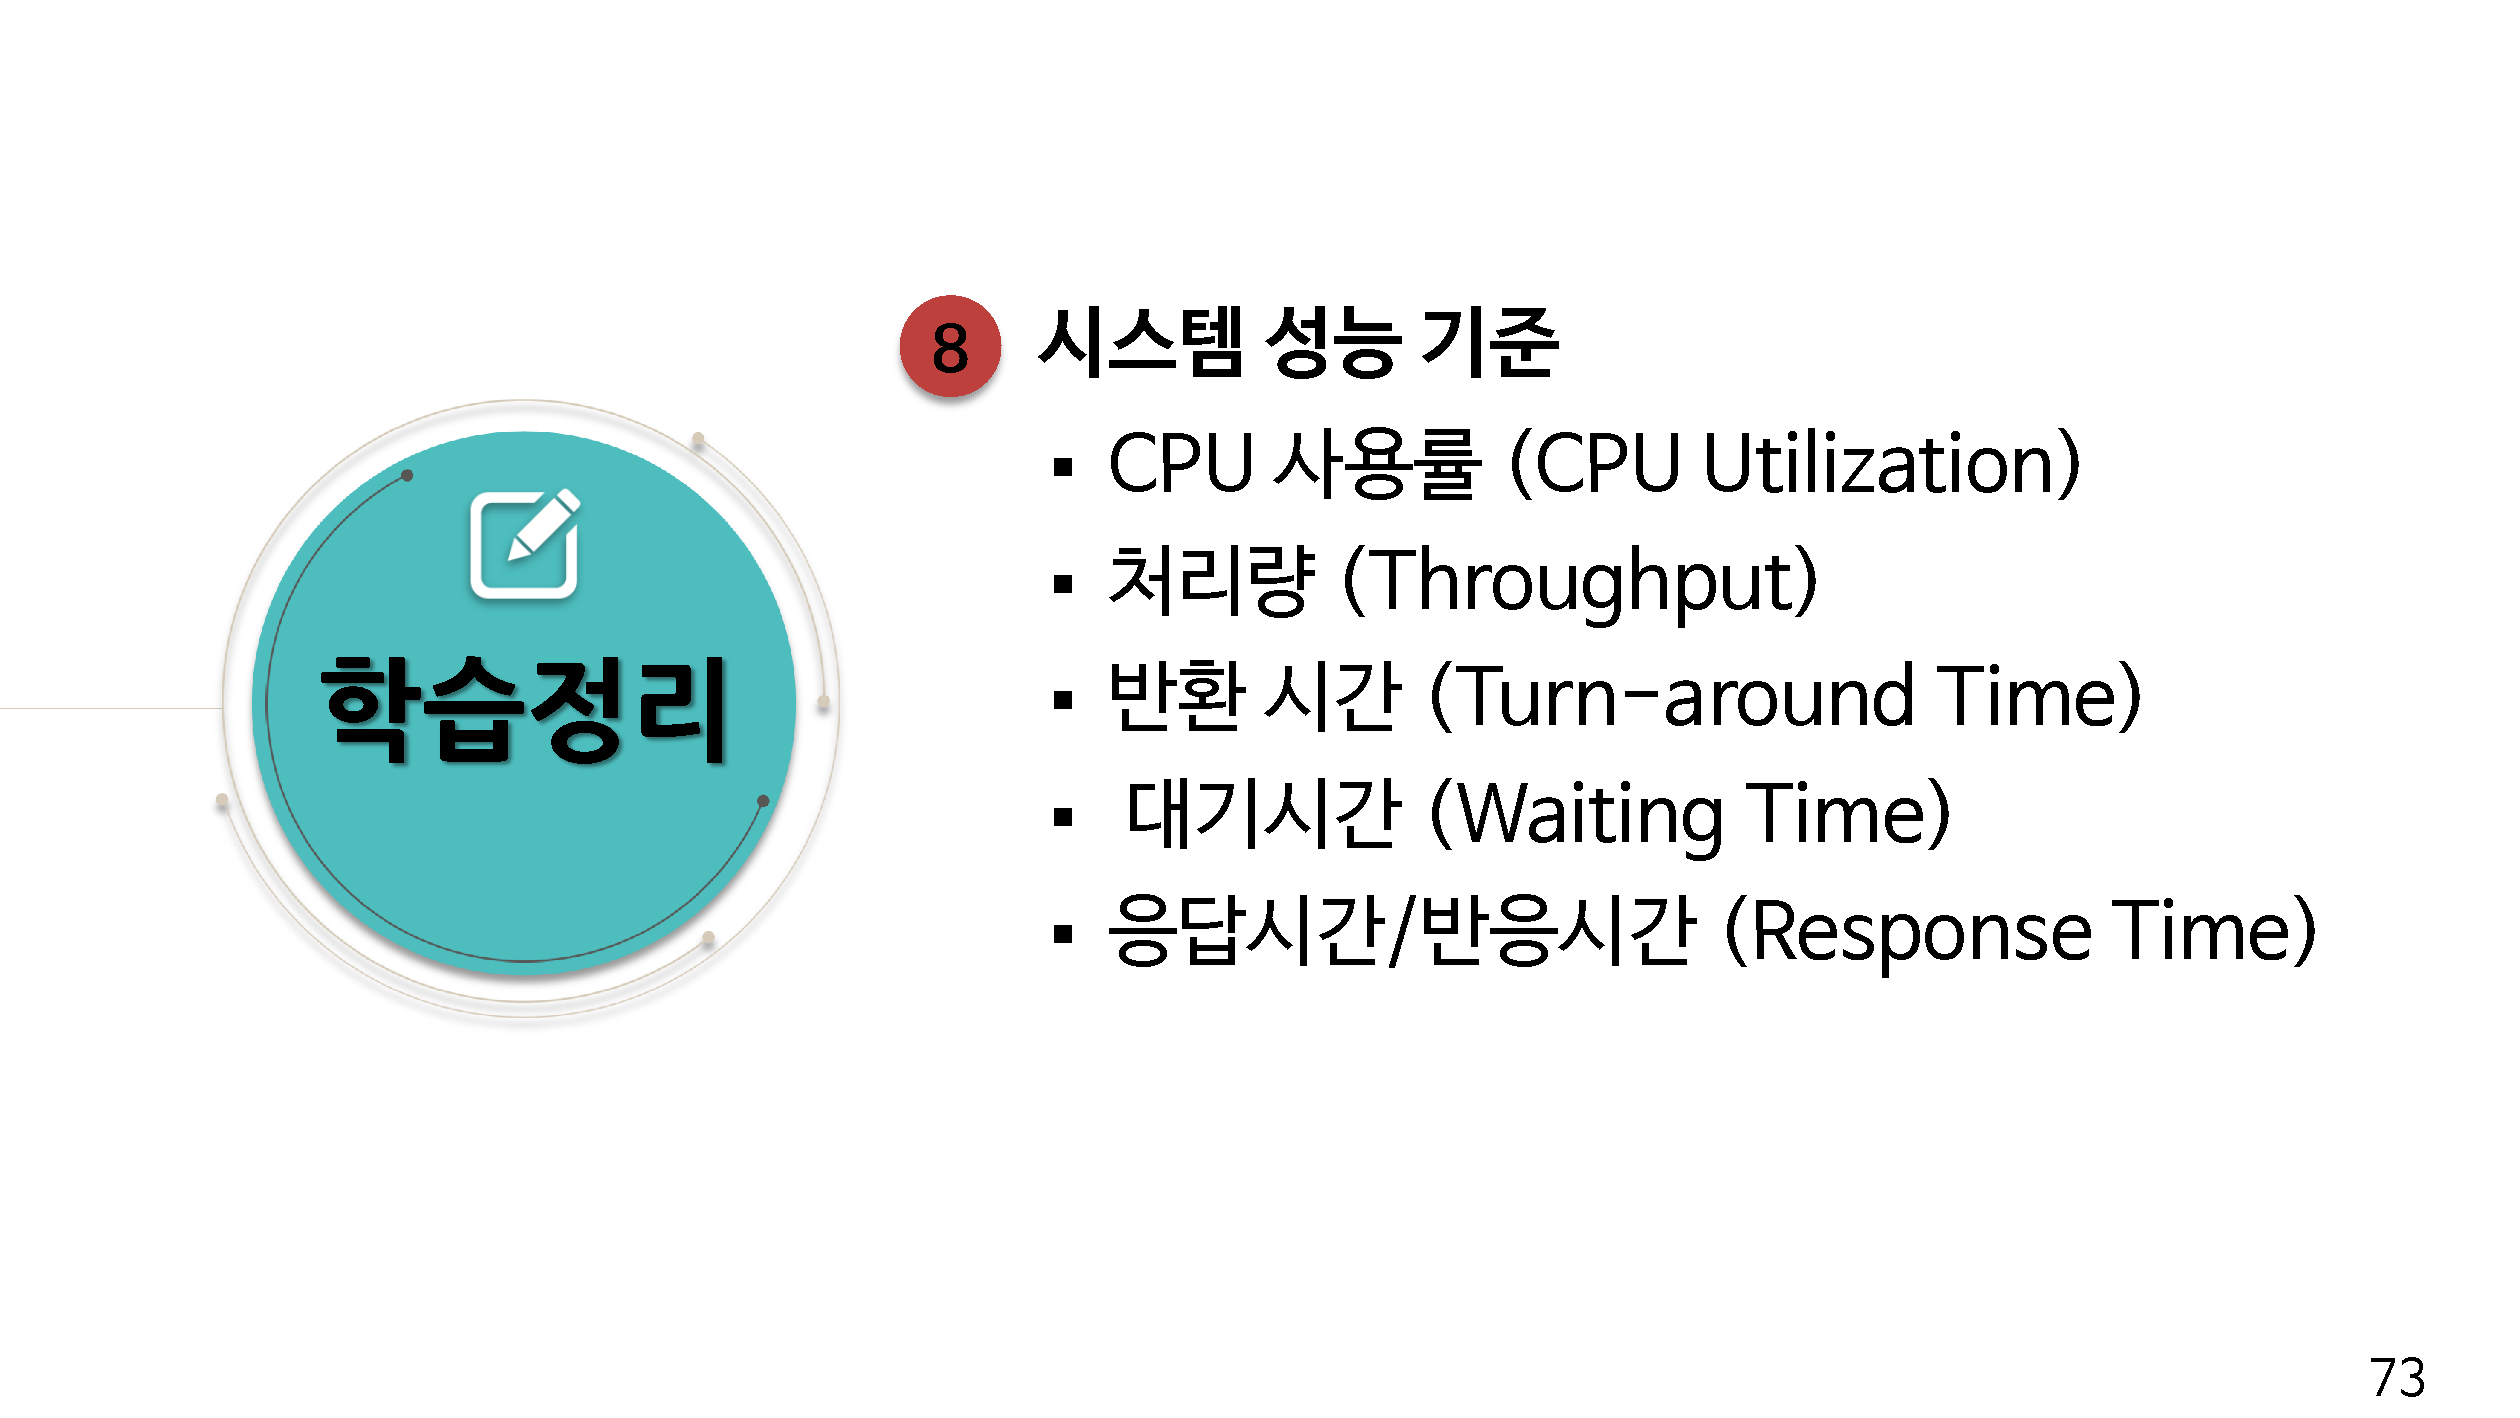 학습정리
8 시스템 성능 기준
▪ CPU 사용률 (CPU Utilization)
▪ 처리량 (Throughput)
▪ 반환 시간 (Turn-around Time)
▪ 대기시간 (Waiting Time)
▪ 응답시간/반응시간 (Response Time)
73